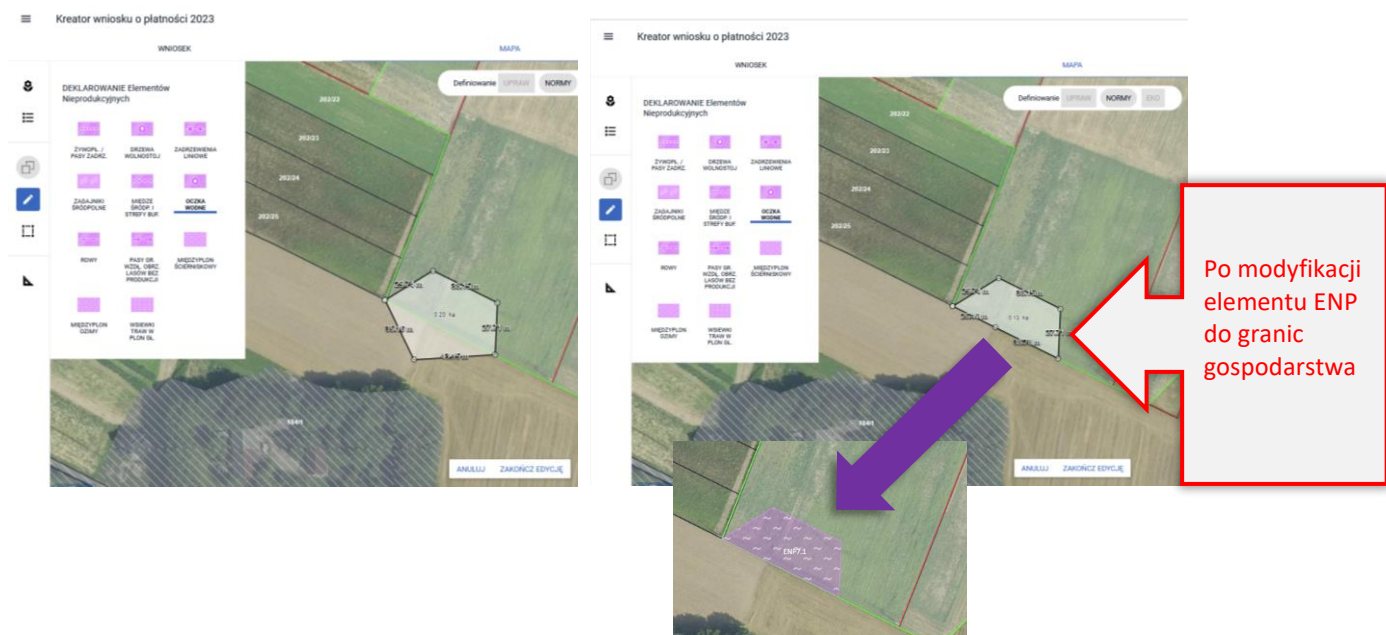 Kreator wniosku o płatności 2023
WNIOSEK
MAPA
DEKLAROWANIE Elementów
Nieprodukcyjnych
Definiowanie UPRAW NORMY
ŻYWOPŁ. /
PASY ZADRZ.
DRZEWA
WOLNOSTOJ
ZADRZEWIENIA
LINIOWE
ZAGAJNIKI
ŚRÓDPOLNE
MIEDZE
ŚRÓDP. I
STREFY BUF.
OCZKA
WODNE
ROWY
PASY GR.
WZDŁ. OBRZ.
LASÓW BEZ
PRODUKCJI
MIĘDZYPLON
ŚCIERNISKOWY
MIĘDZYPLON
OZIMY
WSIEWKI
TRAW W
PLON GŁ.
202/22
202/23
202/24
202/25
184/1
ANULUJ ZAKOŃCZ EDYCJĘ
Kreator wniosku o płatności 2023
WNIOSEK
MAPA
DEKLAROWANIE Elementów
Nieprodukcyjnych
Definiowanie UPRAW NORMY EKO
ŻYWOPŁ. /
PASY ZADRZ.
DRZEWA
WOLNOSTOJ
ZADRZEWIENIA
LINIOWE
ZAGAJNIKI
ŚRÓDPOLNE
MIEDZE
ŚRÓDP. I
STREFY BUF.
OCZKA
WODNE
ROWY
PASY GR.
WZDŁ. OBRZ.
LASÓW BEZ
PRODUKCJI
MIĘDZYPLON
ŚCIERNISKOWY
MIĘDZYPLON
OZIMY
WSIEWKI
TRAW W
PLON GŁ.
202/22
202/23
202/24
202/25
184/1
ANULUJ ZAKOŃCZ EDYCJĘ
ENP7.1
Po modyfikacji
elementu ENP
do granic
gospodarstwa